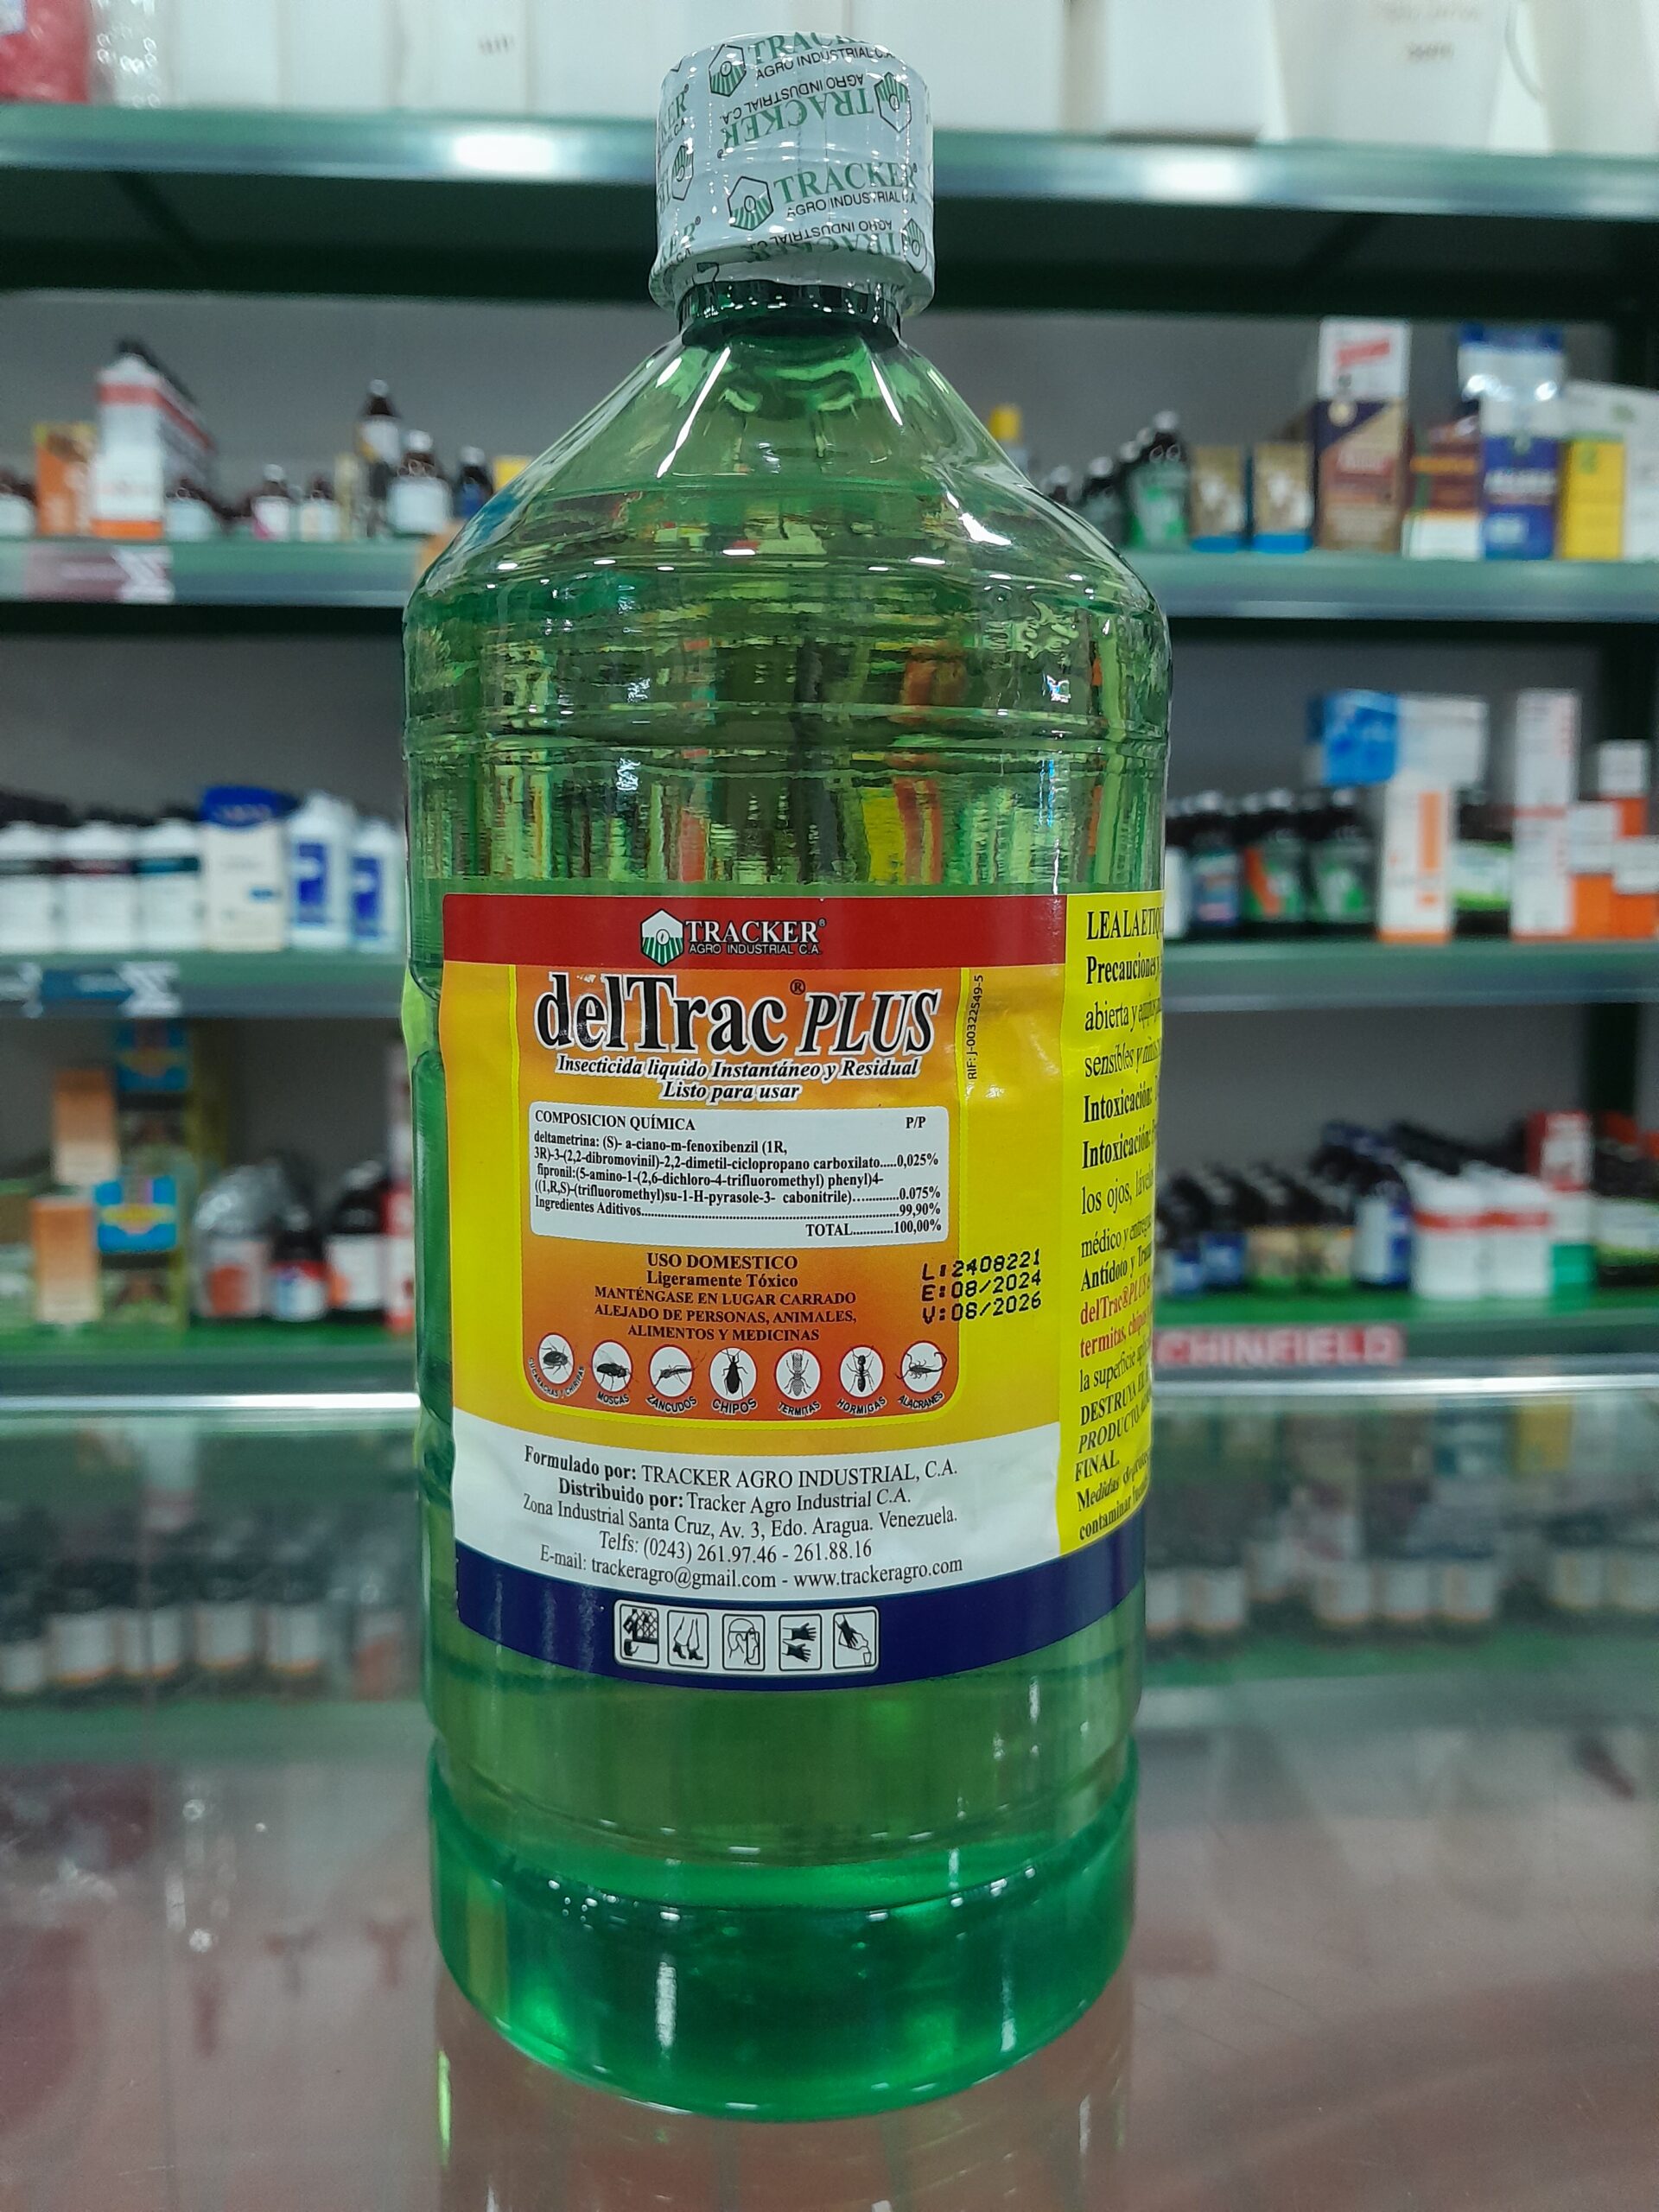 TRACKER
AGRO INDUSTRIAL C.A.
AGRO INDUSTRIAL C.A
TRACKER
TRACKER
AGRO INDUSTRIAL C.A.
TRACKER®
AGRO INDUSTRIAL C.A.
delTrac® PLUS
Insecticida liquido Instantáneo y Residual
Listo para usar
RIF: J-00322549-5
COMPOSICION QUÍMICA P/P
deltametrina: (S)- a-ciano-m-fenoxibenzil (1R,
3R)-3-(2,2-dibromovinil)-2,2-dimetil-ciclopropano carboxilato.....0,025%
fipronil:(5-amino-1-(2,6-dichloro-4-trifluoromethyl) phenyl)4-
((1,R,S)-(trifluoromethyl)su-1-H-pyrasole-3- cabonitrile)..............0.075%
Ingredientes Aditivos..................................................................99,90%
TOTAL............100,00%
USO DOMESTICO
Ligeramente Tóxico
MANTÉNGASE EN LUGAR CARRADO
ALEJADO DE PERSONAS, ANIMALES,
ALIMENTOS Y MEDICINAS
L:2408221
E:08/2024
V:08/2026
MOSCAS
ZANCUDOS
CHIPOS
TERMITAS
HORMIGAS
ALACRANES
Formulado por: TRACKER AGRO INDUSTRIAL, C.A.
Distribuido por: Tracker Agro Industrial C.A.
Zona Industrial Santa Cruz, Av. 3, Edo. Aragua. Venezuela.
Telfs: (0243) 261.97.46 - 261.88.16
E-mail: trackeragro@gmail.com - www.trackeragro.com
Precauciones y
abierta y
sensibles y
Intoxicación:
Intoxicación:
los ojos,
médico y
Antídoto y
delTrac®PLUS
termitas, chipos
la superficie
DESTRUYA
PRODUCTO
FINAL.
Medidas de
contaminar
CHINFIELD